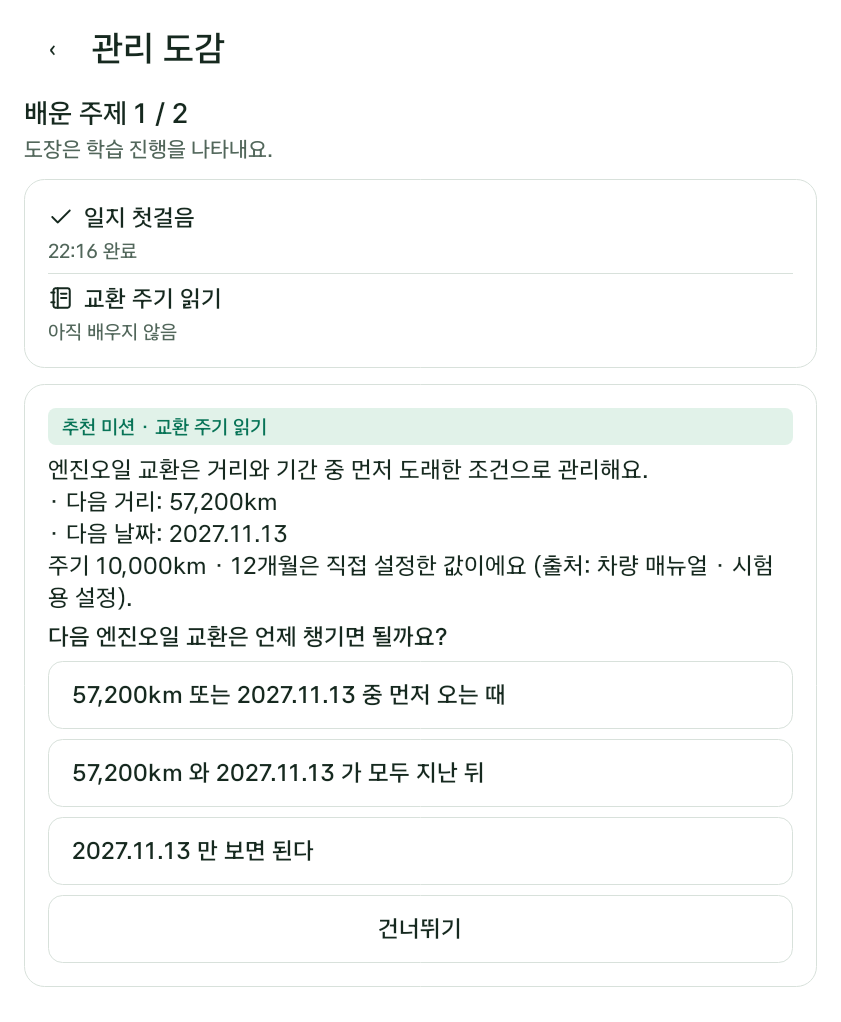 관리 도감
배운 주제 1 / 2
도장은 학습 진행을 나타내요.
일지 첫걸음
22:16 완료
교환 주기 읽기
아직 배우지 않음
추천 미션 · 교환 주기 읽기
엔진오일 교환은 거리와 기간 중 먼저 도래한 조건으로 관리해요.
· 다음 거리: 57,200km
· 다음 날짜: 2027.11.13
주기 10,000km · 12개월은 직접 설정한 값이에요 (출처: 차량 매뉴얼 · 시험
용 설정).
다음 엔진오일 교환은 언제 챙기면 될까요?
57,200km 또는 2027.11.13 중 먼저 오는 때
57,200km 와 2027.11.13 가 모두 지난 뒤
2027.11.13 만 보면 된다
건너뛰기